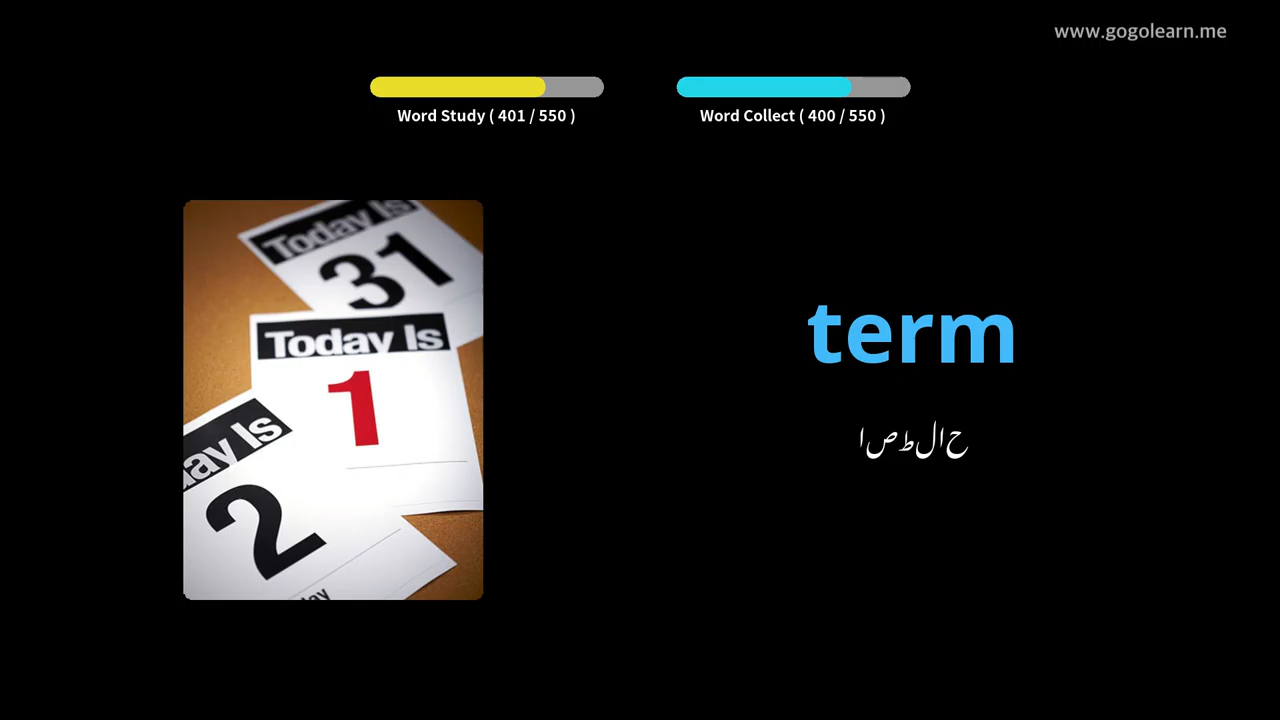 www.gogolearn.me
Word Study ( 401 / 550 )
Word Collect ( 400 / 550 )
Today Is
31
Today Is
1
ay Is
2
term
اصطلاح